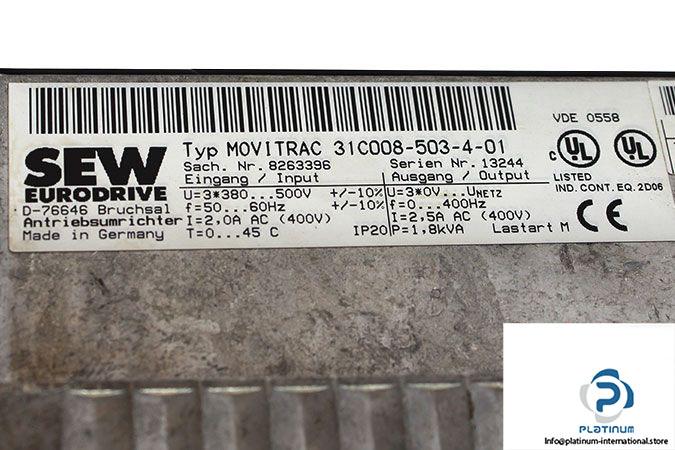 SEW
EURODRIVE
D-76646 Bruchsal
Antriebsumrichter
Made in Germany
Typ MOVITRAC 31C008-503-4-01
Sach. Nr. 8263396 Serien Nr. 13244
Eingang / Input Ausgang / Output
U=3*380...500V +/-10% U=3*0V...UNETZ
f=50...60Hz +/-10% f=0...400Hz
I=2,0A AC (400V) I=2,5A AC (400V)
T=0...45 C IP20 P=1,8kVA Lastart M
VDE 0558
c UL UL
LISTED
IND. CONT. EQ. 2D06
CE
PLATINUM
Info@platinum-international.store